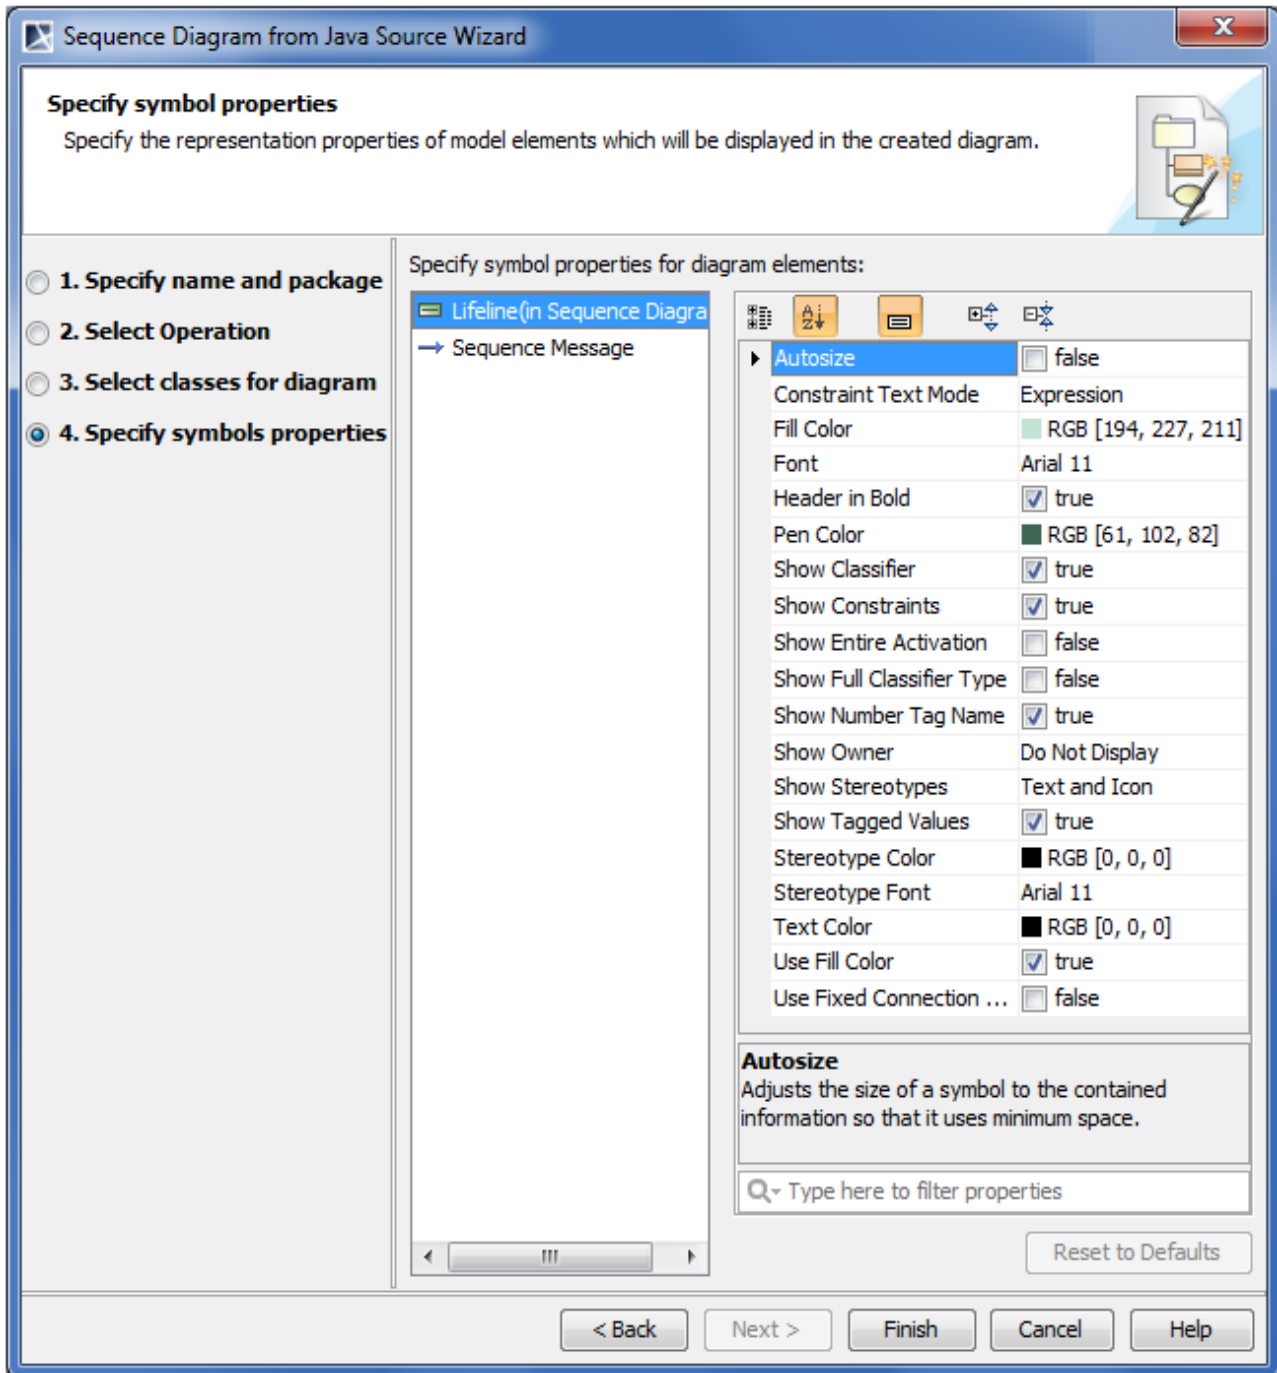 Sequence Diagram from Java Source Wizard
Specify symbol properties
Specify the representation properties of model elements which will be displayed in the created diagram.
1. Specify name and package
2. Select Operation
3. Select classes for diagram
4. Specify symbols properties
Specify symbol properties for diagram elements:
Lifeline(in Sequence Diagra
Sequence Message
Autosize false
Constraint Text Mode Expression
Fill Color RGB [194, 227, 211]
Font Arial 11
Header in Bold true
Pen Color RGB [61, 102, 82]
Show Classifier true
Show Constraints true
Show Entire Activation false
Show Full Classifier Type false
Show Number Tag Name true
Show Owner Do Not Display
Show Stereotypes Text and Icon
Show Tagged Values true
Stereotype Color RGB [0, 0, 0]
Stereotype Font Arial 11
Text Color RGB [0, 0, 0]
Use Fill Color true
Use Fixed Connection ... false
Autosize
Adjusts the size of a symbol to the contained
information so that it uses minimum space.
Type here to filter properties
Reset to Defaults
< Back Next > Finish Cancel Help